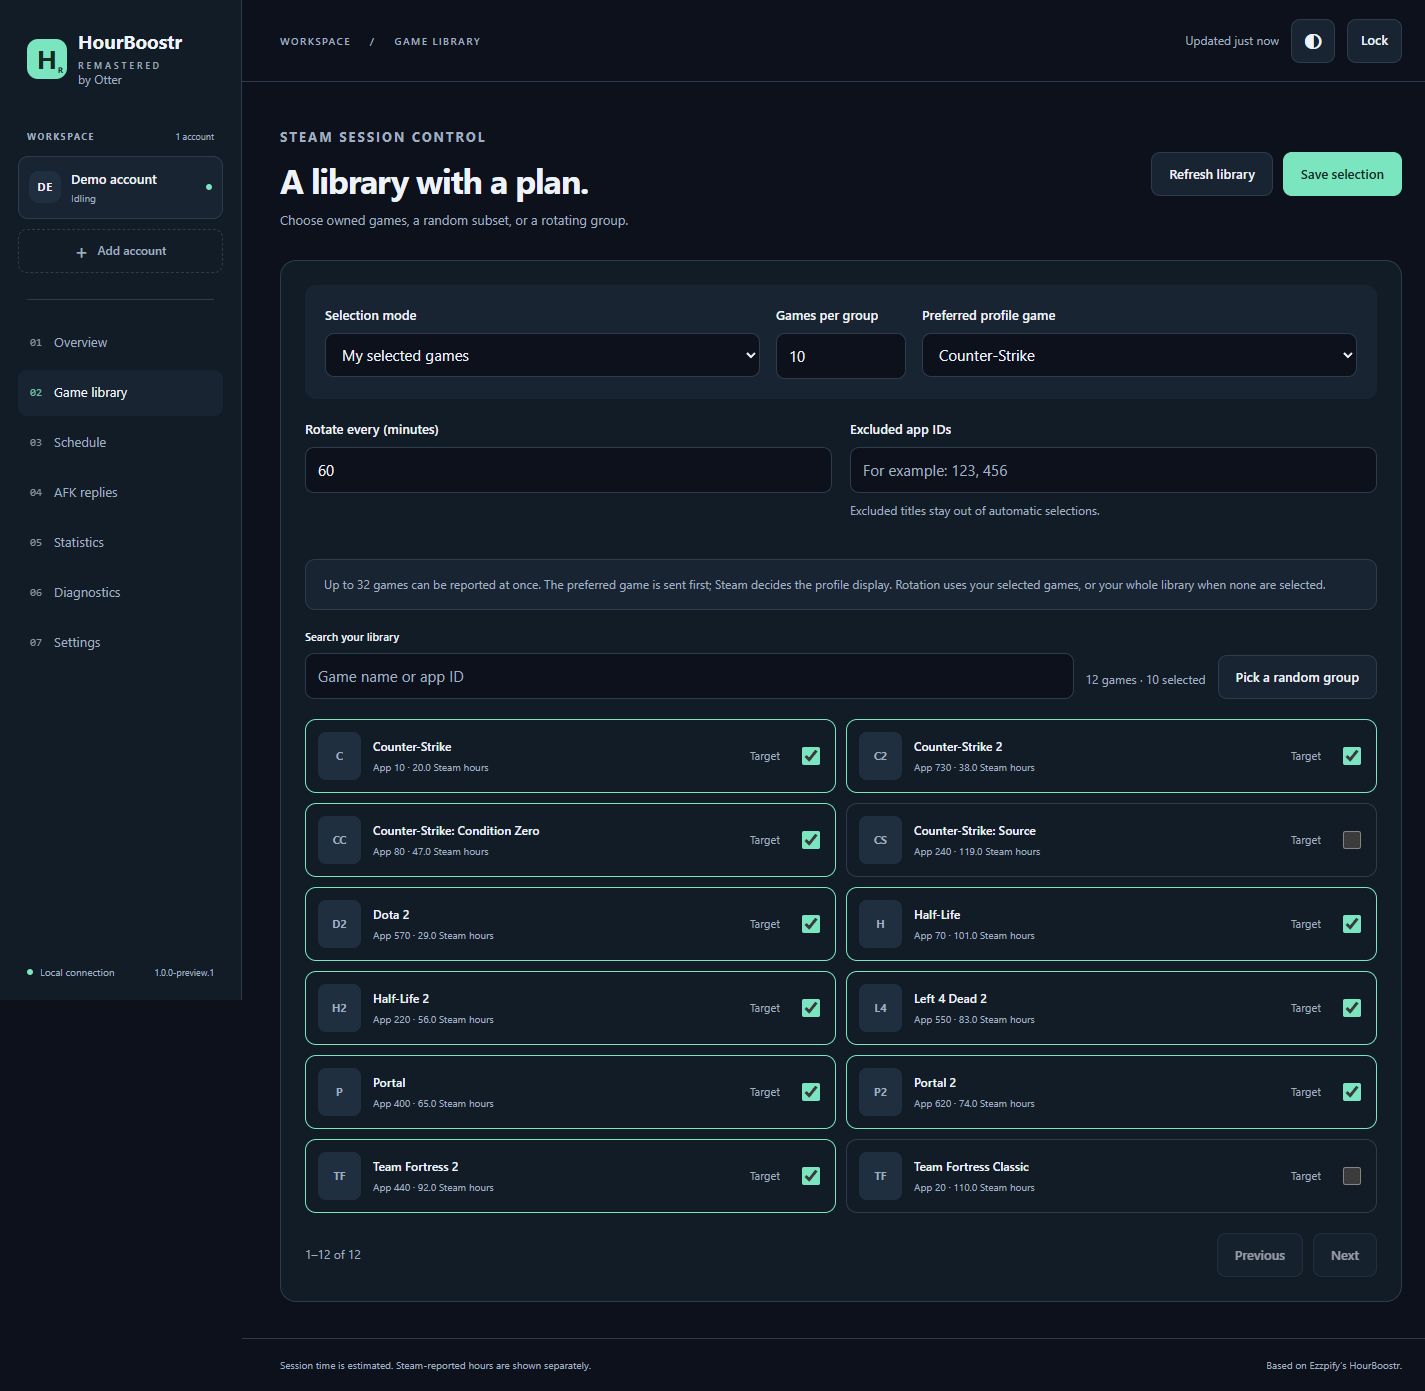 H R
HourBoostr
REMASTERED
by Otter
WORKSPACE 1 account
DE Demo account
Idling
+ Add account
01 Overview
02 Game library
03 Schedule
04 AFK replies
05 Statistics
06 Diagnostics
07 Settings
Local connection 1.0.0-preview.1
WORKSPACE / GAME LIBRARY
Updated just now
Lock
STEAM SESSION CONTROL
A library with a plan.
Choose owned games, a random subset, or a rotating group.
Refresh library
Save selection
Selection mode
My selected games
Games per group
10
Preferred profile game
Counter-Strike
Rotate every (minutes)
60
Excluded app IDs
For example: 123, 456
Excluded titles stay out of automatic selections.
Up to 32 games can be reported at once. The preferred game is sent first; Steam decides the profile display. Rotation uses your selected games, or your whole library when none are selected.
Search your library
Game name or app ID
12 games · 10 selected
Pick a random group
C Counter-Strike Target
App 10 · 20.0 Steam hours
C2 Counter-Strike 2 Target
App 730 · 38.0 Steam hours
CC Counter-Strike: Condition Zero Target
App 80 · 47.0 Steam hours
CS Counter-Strike: Source Target
App 240 · 119.0 Steam hours
D2 Dota 2 Target
App 570 · 29.0 Steam hours
H Half-Life Target
App 70 · 101.0 Steam hours
H2 Half-Life 2 Target
App 220 · 56.0 Steam hours
L4 Left 4 Dead 2 Target
App 550 · 83.0 Steam hours
P Portal Target
App 400 · 65.0 Steam hours
P2 Portal 2 Target
App 620 · 74.0 Steam hours
TF Team Fortress 2 Target
App 440 · 92.0 Steam hours
TF Team Fortress Classic Target
App 20 · 110.0 Steam hours
1–12 of 12
Previous
Next
Session time is estimated. Steam-reported hours are shown separately.
Based on Ezzpify's HourBoostr.